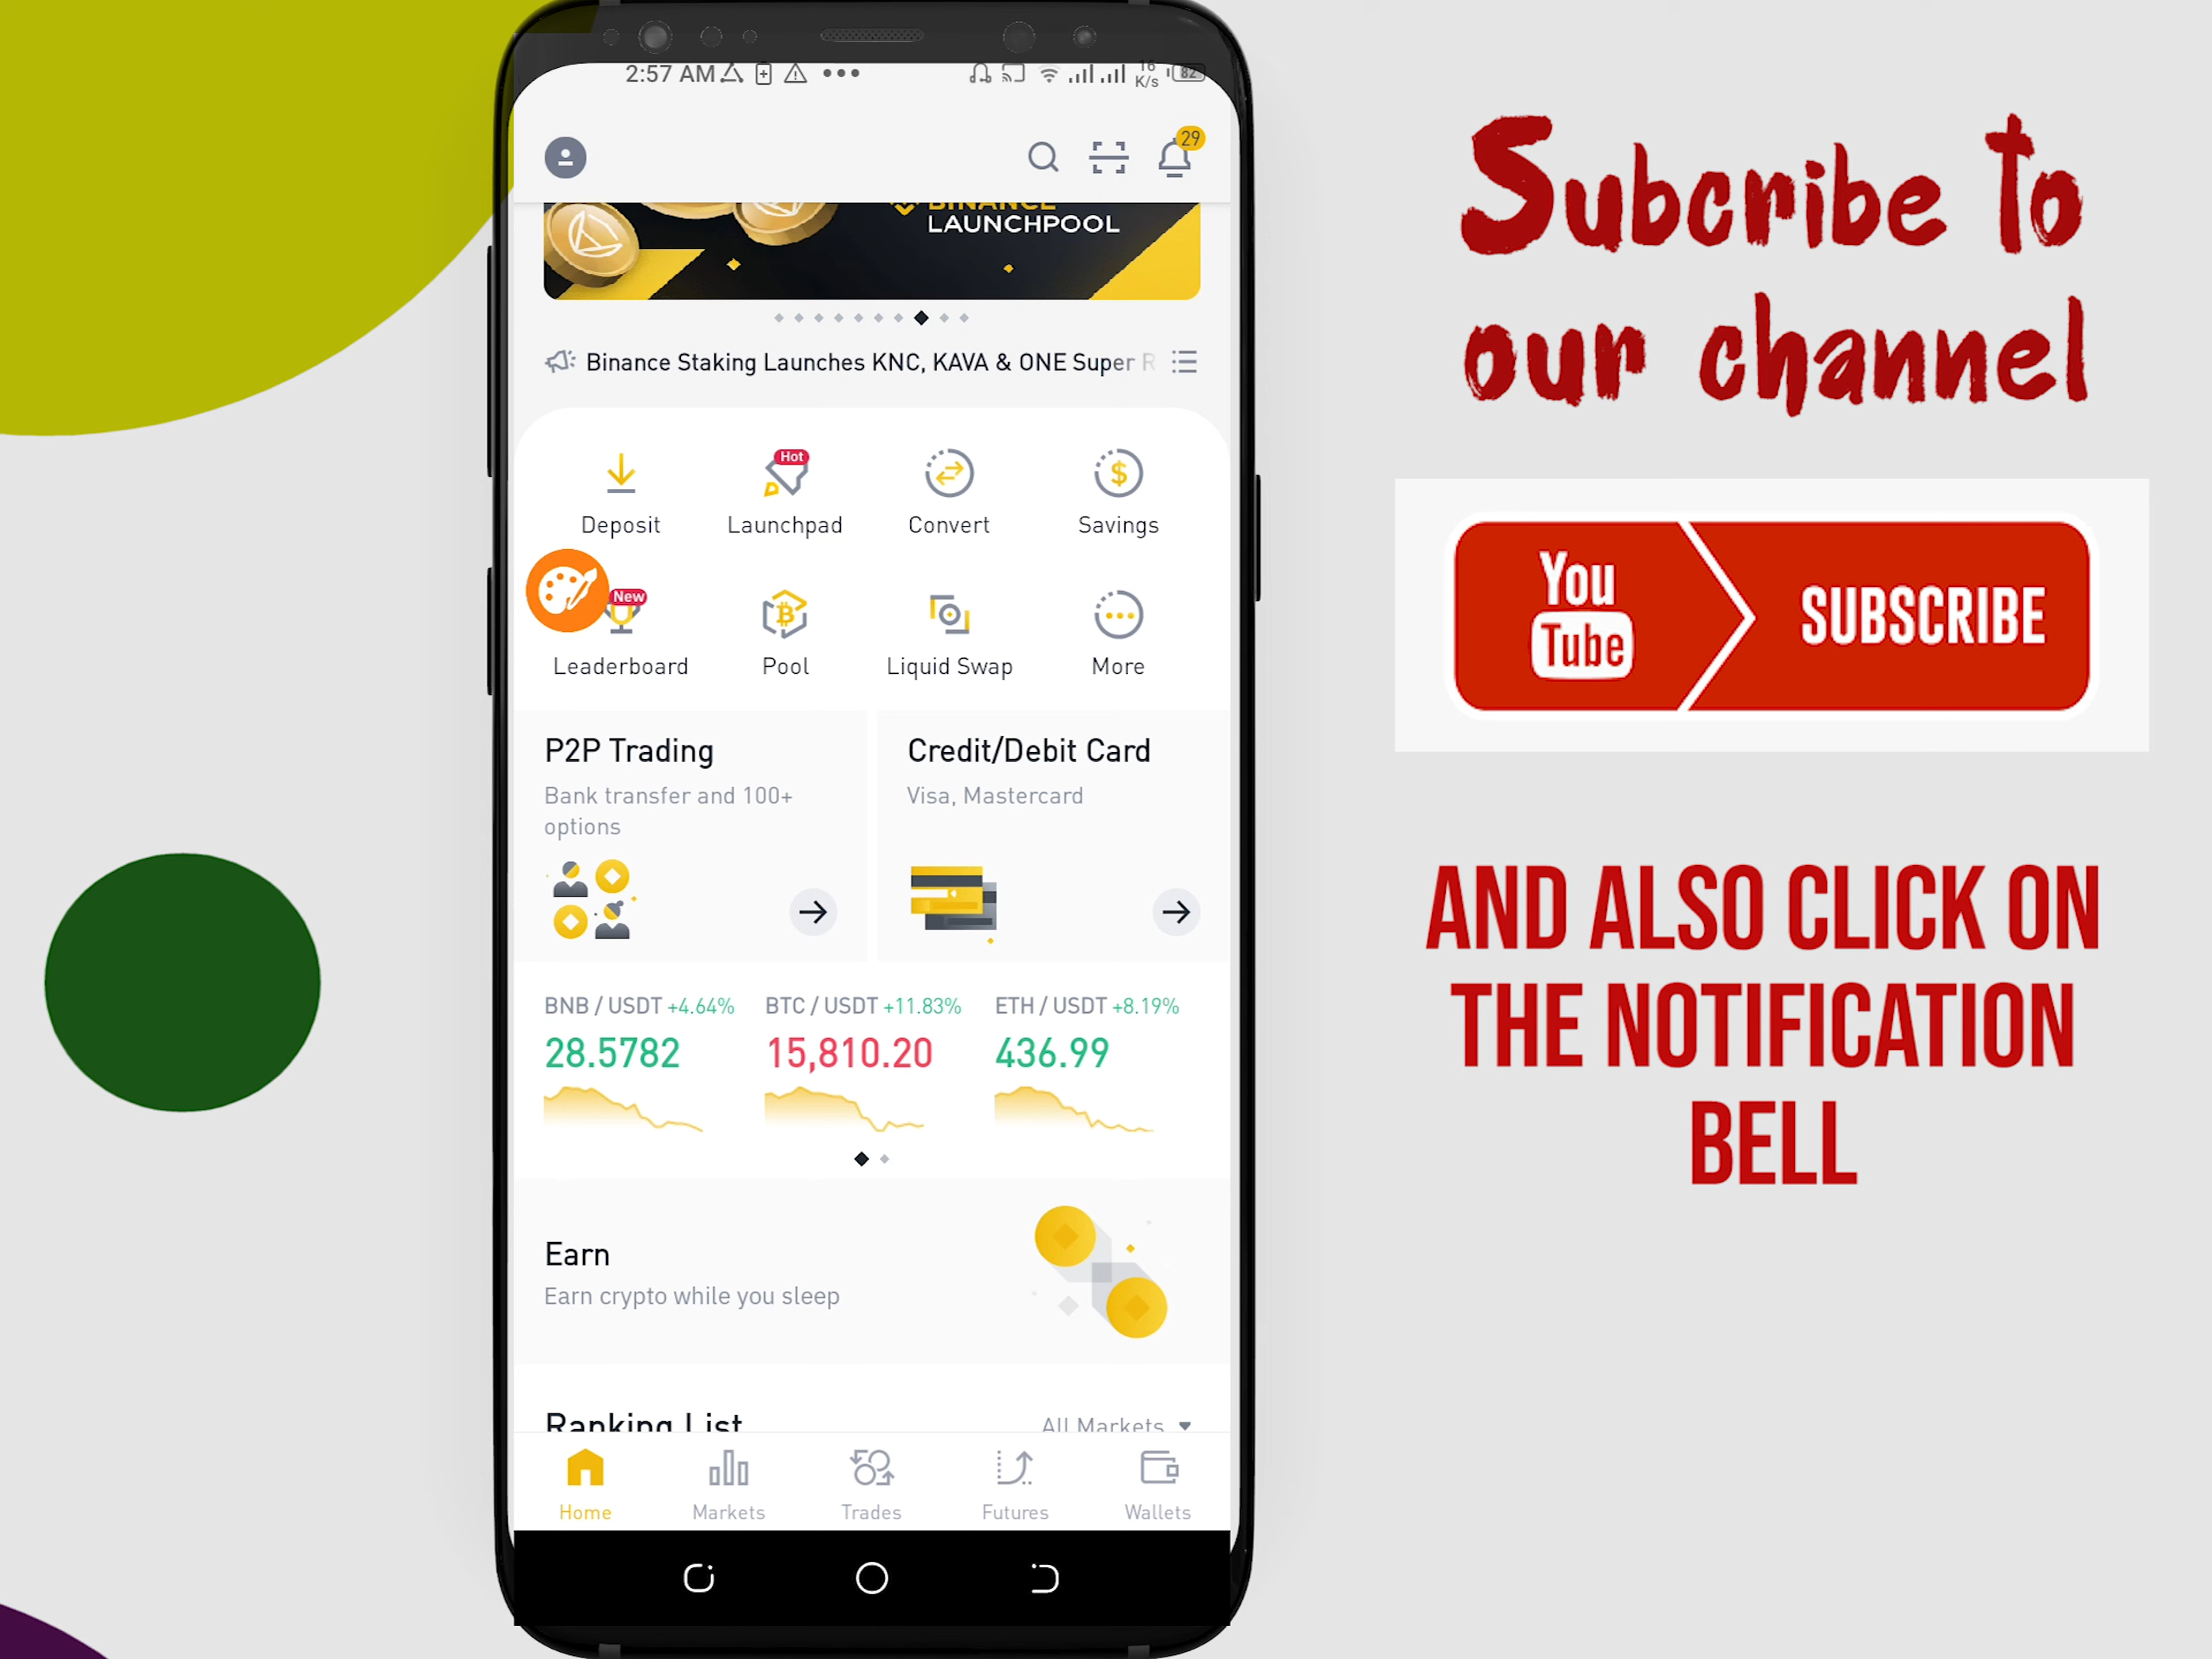 2:57 AM
16
K/s
82
29
BINANCE
LAUNCHPOOL
Binance Staking Launches KNC, KAVA & ONE Super R
Deposit
Hot
Launchpad
Convert
Savings
New
Leaderboard
Pool
Liquid Swap
More
P2P Trading
Bank transfer and 100+
options
Credit/Debit Card
Visa, Mastercard
BNB / USDT +4.64%
28.5782
BTC / USDT +11.83%
15,810.20
ETH / USDT +8.19%
436.99
Earn
Earn crypto while you sleep
Ranking List
All Markets
Home
Markets
Trades
Futures
Wallets
Subcribe to
our channel
You
Tube
SUBSCRIBE
AND ALSO CLICK ON
THE NOTIFICATION
BELL